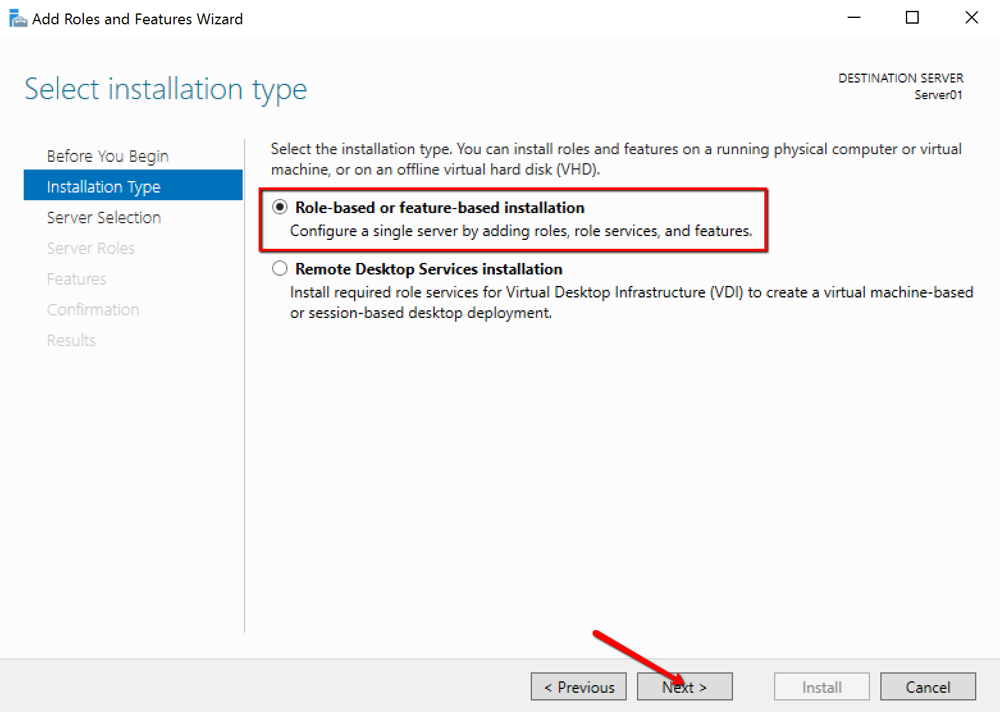 Add Roles and Features Wizard
Select installation type
DESTINATION SERVER
Server01
Before You Begin
Installation Type
Server Selection
Server Roles
Features
Confirmation
Results
Select the installation type. You can install roles and features on a running physical computer or virtual
machine, or on an offline virtual hard disk (VHD).
Role-based or feature-based installation
Configure a single server by adding roles, role services, and features.
Remote Desktop Services installation
Install required role services for Virtual Desktop Infrastructure (VDI) to create a virtual machine-based
or session-based desktop deployment.
< Previous
Next >
Install
Cancel